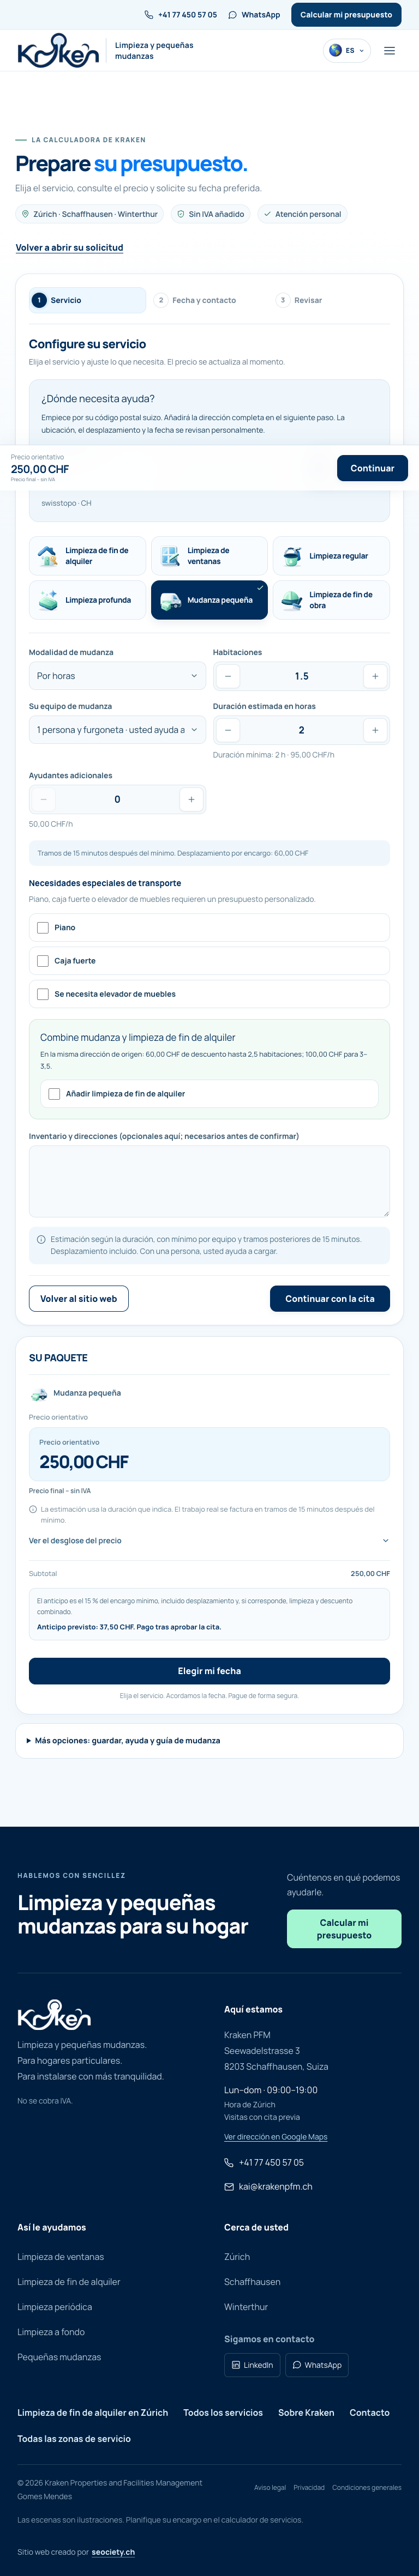 +41 77 450 57 05
WhatsApp
Calcular mi presupuesto
Kraken
Limpieza y pequeñas
mudanzas
ES
LA CALCULADORA DE KRAKEN
Prepare su presupuesto.
Elija el servicio, consulte el precio y solicite su fecha preferida.
Zúrich · Schaffhausen · Winterthur
Sin IVA añadido
Atención personal
Volver a abrir su solicitud
1 Servicio
2 Fecha y contacto
3 Revisar
Configure su servicio
Elija el servicio y ajuste lo que necesita. El precio se actualiza al momento.
¿Dónde necesita ayuda?
Empiece por su código postal suizo. Añadirá la dirección completa en el siguiente paso. La
ubicación, el desplazamiento y la fecha se revisan personalmente.
Precio orientativo
250,00 CHF
Precio final – sin IVA
Continuar
swisstopo · CH
Limpieza de fin de
alquiler
Limpieza de
ventanas
Limpieza regular
Limpieza profunda
Mudanza pequeña
Limpieza de fin de
obra
Modalidad de mudanza
Por horas
Habitaciones
− 1.5 +
Su equipo de mudanza
1 persona y furgoneta · usted ayuda a
Duración estimada en horas
− 2 +
Duración mínima: 2 h · 95,00 CHF/h
Ayudantes adicionales
− 0 +
50,00 CHF/h
Tramos de 15 minutos después del mínimo. Desplazamiento por encargo: 60,00 CHF
Necesidades especiales de transporte
Piano, caja fuerte o elevador de muebles requieren un presupuesto personalizado.
Piano
Caja fuerte
Se necesita elevador de muebles
Combine mudanza y limpieza de fin de alquiler
En la misma dirección de origen: 60,00 CHF de descuento hasta 2,5 habitaciones; 100,00 CHF para 3–
3,5.
Añadir limpieza de fin de alquiler
Inventario y direcciones (opcionales aquí; necesarios antes de confirmar)
Estimación según la duración, con mínimo por equipo y tramos posteriores de 15 minutos.
Desplazamiento incluido. Con una persona, usted ayuda a cargar.
Volver al sitio web
Continuar con la cita
SU PAQUETE
Mudanza pequeña
Precio orientativo
Precio orientativo
250,00 CHF
Precio final – sin IVA
La estimación usa la duración que indica. El trabajo real se factura en tramos de 15 minutos después del
mínimo.
Ver el desglose del precio
Subtotal
250,00 CHF
El anticipo es el 15 % del encargo mínimo, incluido desplazamiento y, si corresponde, limpieza y descuento
combinado.
Anticipo previsto: 37,50 CHF. Pago tras aprobar la cita.
Elegir mi fecha
Elija el servicio. Acordamos la fecha. Pague de forma segura.
Más opciones: guardar, ayuda y guía de mudanza
HABLEMOS CON SENCILLEZ
Limpieza y pequeñas
mudanzas para su hogar
Cuéntenos en qué podemos
ayudarle.
Calcular mi
presupuesto
Kraken
Limpieza y pequeñas mudanzas.
Para hogares particulares.
Para instalarse con más tranquilidad.
No se cobra IVA.
Aquí estamos
Kraken PFM
Seewadelstrasse 3
8203 Schaffhausen, Suiza
Lun–dom · 09:00–19:00
Hora de Zúrich
Visitas con cita previa
Ver dirección en Google Maps
+41 77 450 57 05
kai@krakenpfm.ch
Así le ayudamos
Limpieza de ventanas
Limpieza de fin de alquiler
Limpieza periódica
Limpieza a fondo
Pequeñas mudanzas
Cerca de usted
Zúrich
Schaffhausen
Winterthur
Sigamos en contacto
LinkedIn
WhatsApp
Limpieza de fin de alquiler en Zúrich
Todos los servicios
Sobre Kraken
Contacto
Todas las zonas de servicio
© 2026 Kraken Properties and Facilities Management
Gomes Mendes
Aviso legal
Privacidad
Condiciones generales
Las escenas son ilustraciones. Planifique su encargo en el calculador de servicios.
Sitio web creado por seociety.ch